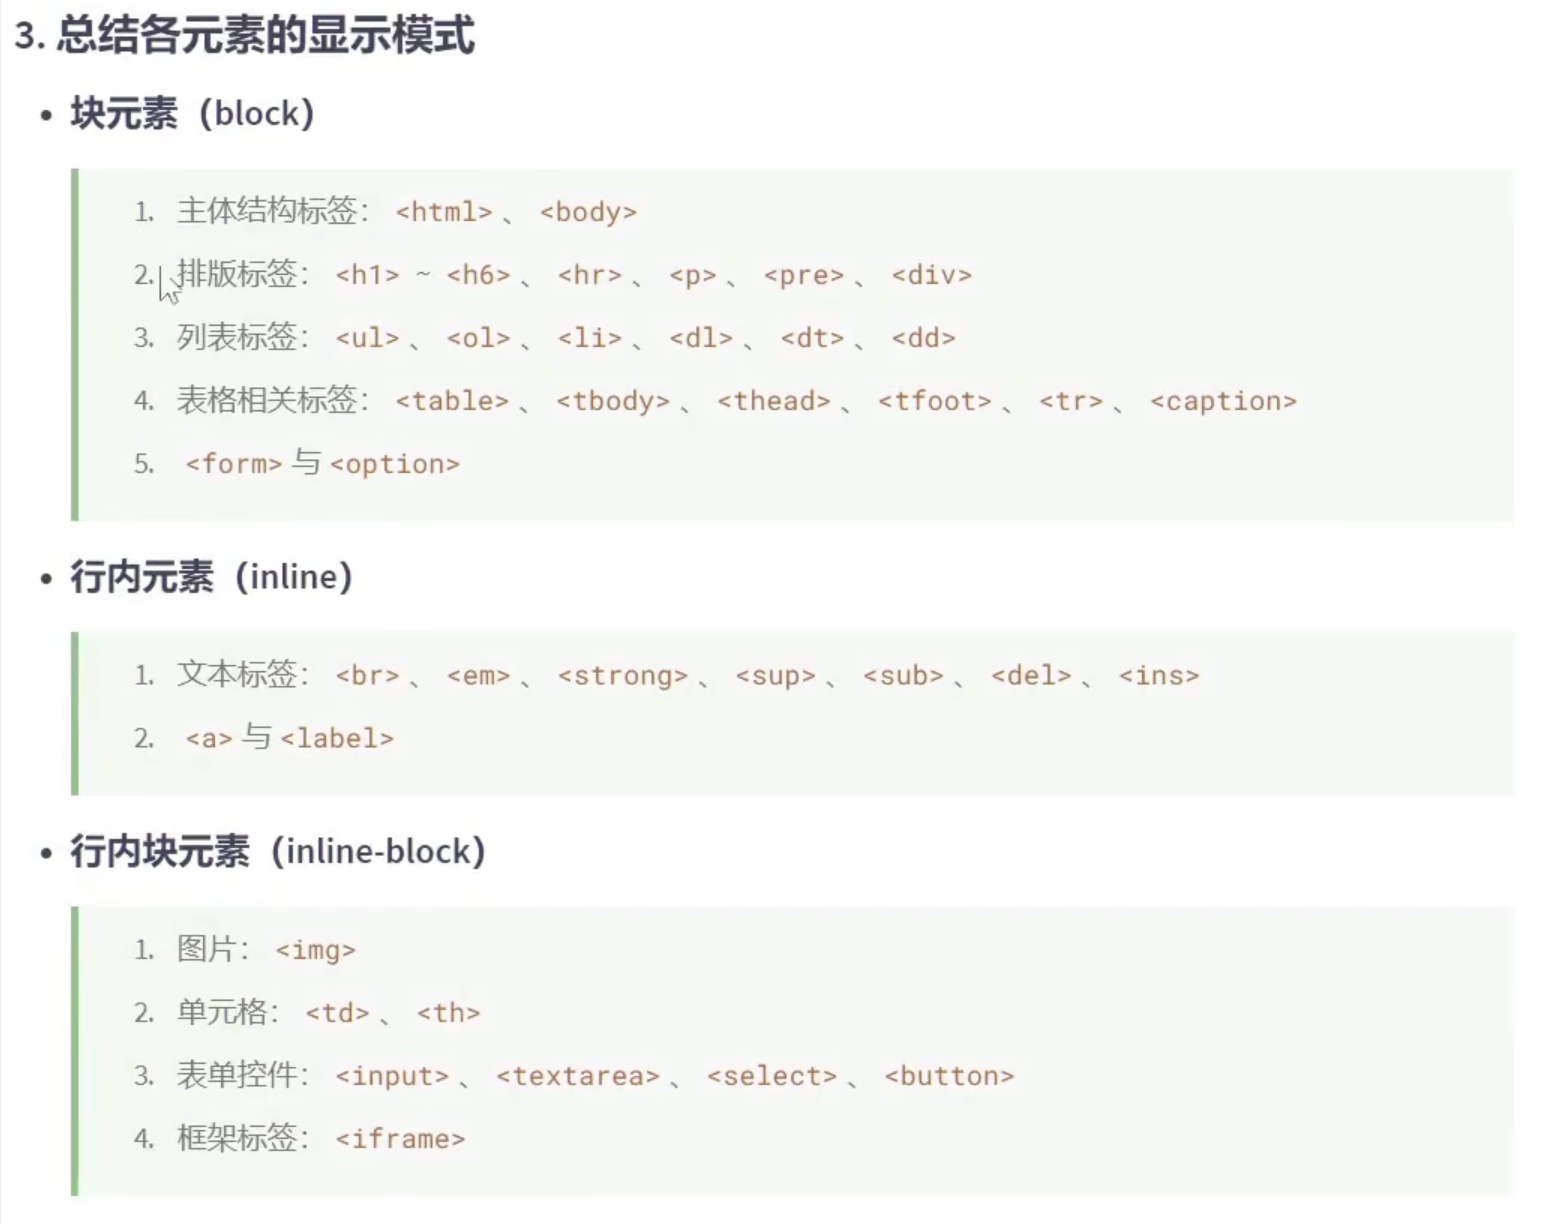 3. 总结各元素的显示模式
• 块元素（block）
1. 主体结构标签：<html>、<body>
2. 排版标签：<h1> ~ <h6>、<hr>、<p>、<pre>、<div>
3. 列表标签：<ul>、<ol>、<li>、<dl>、<dt>、<dd>
4. 表格相关标签：<table>、<tbody>、<thead>、<tfoot>、<tr>、<caption>
5. <form> 与 <option>
• 行内元素（inline）
1. 文本标签：<br>、<em>、<strong>、<sup>、<sub>、<del>、<ins>
2. <a> 与 <label>
• 行内块元素（inline-block）
1. 图片：<img>
2. 单元格：<td>、<th>
3. 表单控件：<input>、<textarea>、<select>、<button>
4. 框架标签：<iframe>